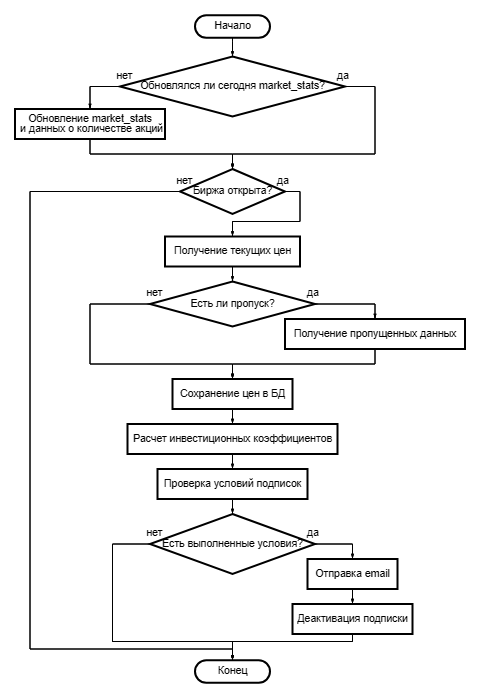 Начало
нет
да
Обновлялся ли сегодня market_stats?
Обновление market_stats
и данных о количестве акций
нет
да
Биржа открыта?
Получение текущих цен
нет
да
Есть ли пропуск?
Получение пропущенных данных
Сохранение цен в БД
Расчет инвестиционных коэффициентов
Проверка условий подписок
нет
да
Есть выполненные условия?
Отправка email
Деактивация подписки
Конец